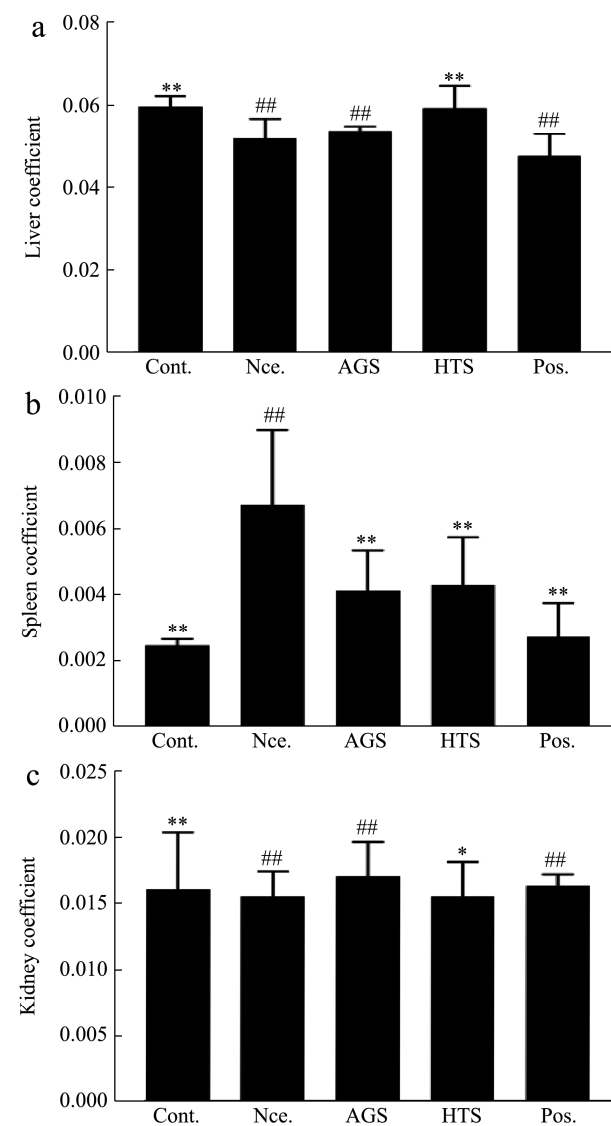 a
Liver coefficient
0.08
0.06
0.04
0.02
0.00
** ## ## ** ##
Cont. Nce. AGS HTS Pos.
b
Spleen cocfficicnt
0.010
0.008
0.006
0.004
0.002
0.000
** ## ** ** **
Cont. Nce. AGS HTS Pos.
c
Kidney coefficient
0.025
0.020
0.015
0.010
0.005
0.000
** ## ## * ##
Cont. Nce. AGS HTS Pos.